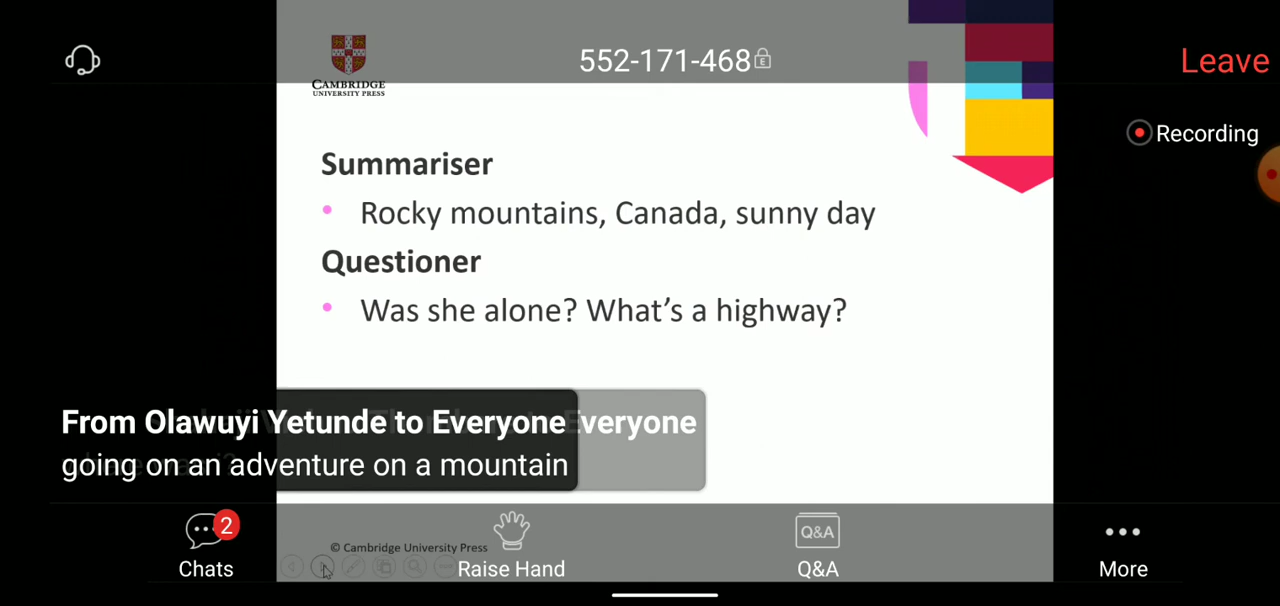 552-171-468
E
Leave
CAMBRIDGE
UNIVERSITY PRESS
Recording
Summariser
• Rocky mountains, Canada, sunny day
Questioner
• Was she alone? What's a highway?
From Olawuyi Yetunde to Everyone
Everyone
going on an adventure on a mountain
2
Q&A
© Cambridge University Press
Chats
Raise Hand
Q&A
More